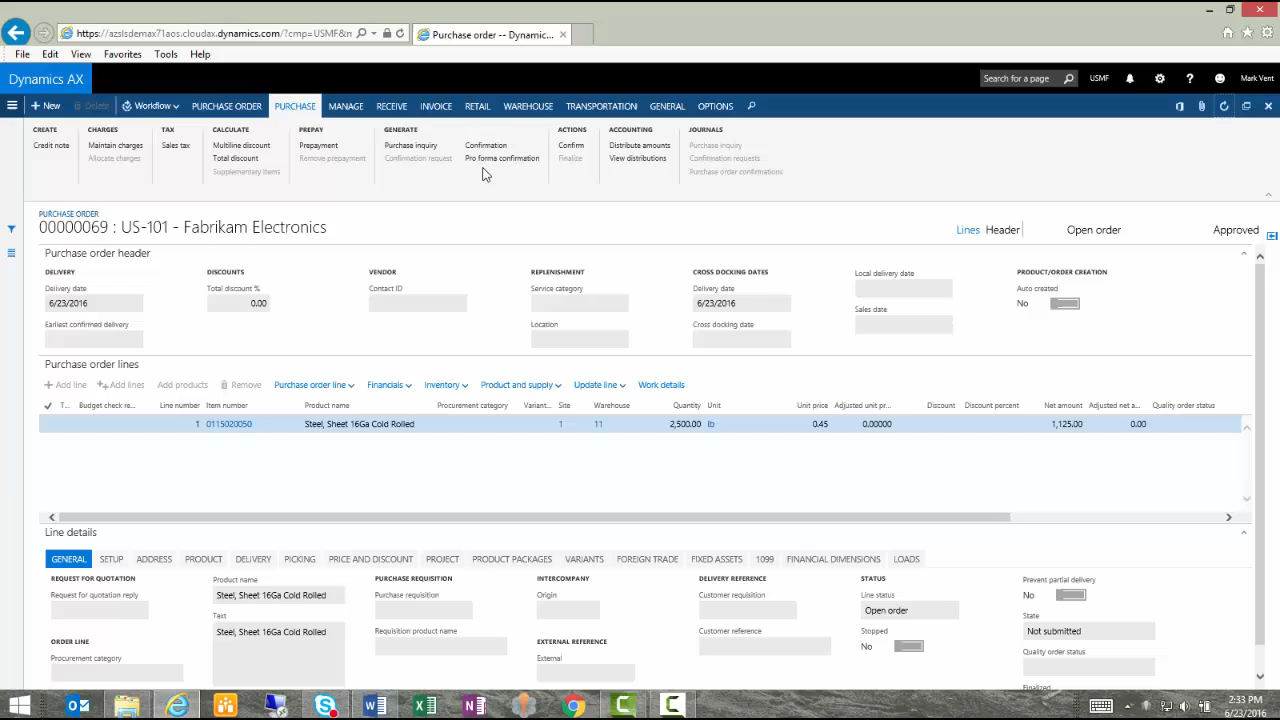 https://azslsdemax71aos.cloudax.dynamics.com/?cmp=USMF&m
Purchase order -- Dynamic...
File Edit View Favorites Tools Help
Dynamics AX
Search for a page
USMF
Mark Vent
New Delete Workflow PURCHASE ORDER PURCHASE MANAGE RECEIVE INVOICE RETAIL WAREHOUSE TRANSPORTATION GENERAL OPTIONS
CREATE CHARGES TAX CALCULATE PREPAY GENERATE ACTIONS ACCOUNTING JOURNALS
Credit note Maintain charges Sales tax Multiline discount Prepayment Purchase inquiry Confirmation Confirm Distribute amounts Purchase inquiry
Allocate charges Total discount Remove prepayment Confirmation request Pro forma confirmation Finalize View distributions Confirmation requests
Supplementary items Purchase order confirmations
PURCHASE ORDER
00000069 : US-101 - Fabrikam Electronics
Lines Header Open order Approved
Purchase order header
DELIVERY DISCOUNTS VENDOR REPLENISHMENT CROSS DOCKING DATES Local delivery date PRODUCT/ORDER CREATION
Delivery date Total discount % Contact ID Service category Delivery date Auto created
6/23/2016 0.00 6/23/2016 Sales date No
Earliest confirmed delivery Location Cross docking date
Purchase order lines
Add line Add lines Add products Remove Purchase order line Financials Inventory Product and supply Update line Work details
T... Budget check re... Line number Item number Product name Procurement category Variant... Site Warehouse Quantity Unit Unit price Adjusted unit pr... Discount Discount percent Net amount Adjusted net a... Quality order status
1 0115020050 Steel, Sheet 16Ga Cold Rolled 1 11 2,500.00 lb 0.45 0.00000 1,125.00 0.00
Line details
GENERAL SETUP ADDRESS PRODUCT DELIVERY PICKING PRICE AND DISCOUNT PROJECT PRODUCT PACKAGES VARIANTS FOREIGN TRADE FIXED ASSETS 1099 FINANCIAL DIMENSIONS LOADS
REQUEST FOR QUOTATION Product name PURCHASE REQUISITION INTERCOMPANY DELIVERY REFERENCE STATUS Prevent partial delivery
Request for quotation reply Steel, Sheet 16Ga Cold Rolled Purchase requisition Origin Customer requisition Line status No
Text Open order State
ORDER LINE Steel, Sheet 16Ga Cold Rolled Requisition product name EXTERNAL REFERENCE Customer reference Stopped Not submitted
Procurement category External No Quality order status
Finalized
2:33 PM
6/23/2016